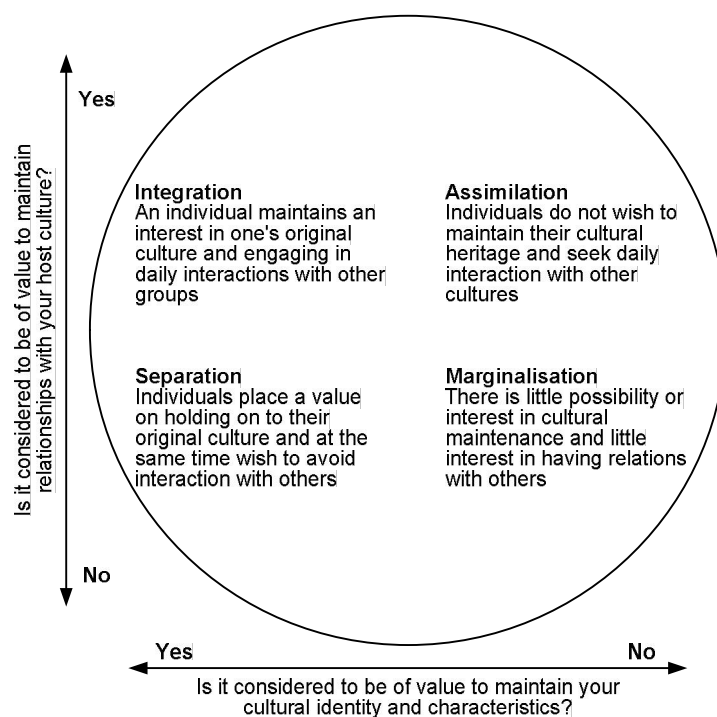 Yes
Is it considered to be of value to maintain
relationships with your host culture?
Integration
An individual maintains an
interest in one's original
culture and engaging in
daily interactions with other
groups
Assimilation
Individuals do not wish to
maintain their cultural
heritage and seek daily
interaction with other
cultures
Separation
Individuals place a value
on holding on to their
original culture and at the
same time wish to avoid
interaction with others
Marginalisation
There is little possibility or
interest in cultural
maintenance and little
interest in having relations
with others
No
Yes
No
Is it considered to be of value to maintain your
cultural identity and characteristics?